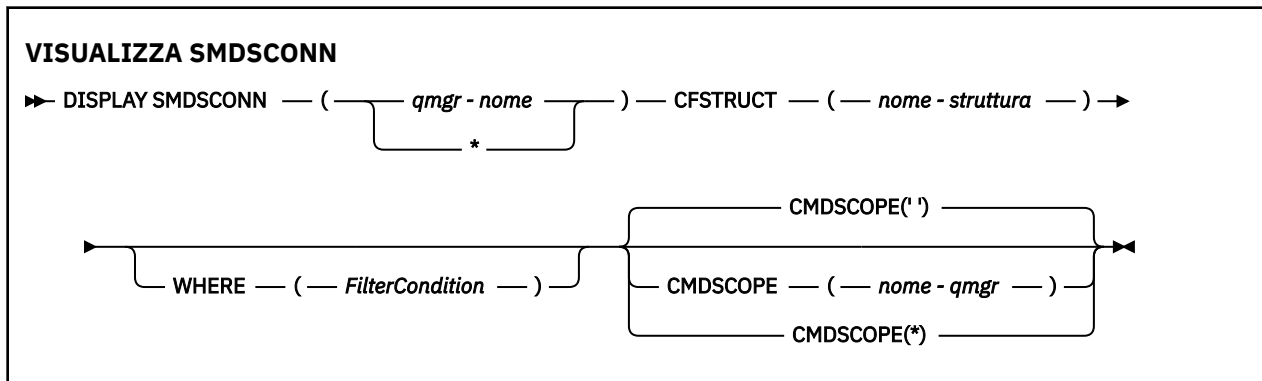 VISUALIZZA SMDSCONN
DISPLAY SMDSCONN ( qmgr - nome ) CFSTRUCT ( nome - struttura )
*
CMDSCOPE(' ')
WHERE ( FilterCondition ) CMDSCOPE ( nome - qmgr )
CMDSCOPE(*)